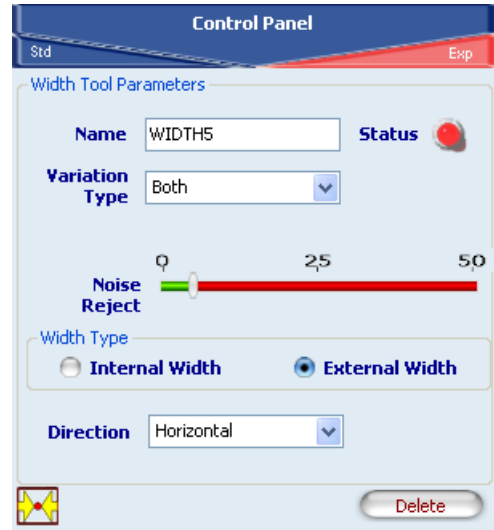 Control Panel
Std
Exp
Width Tool Parameters
Name WIDTH5 Status
Variation
Type
Both
0 25 50
Noise
Reject
Width Type
Internal Width External Width
Direction Horizontal
Delete